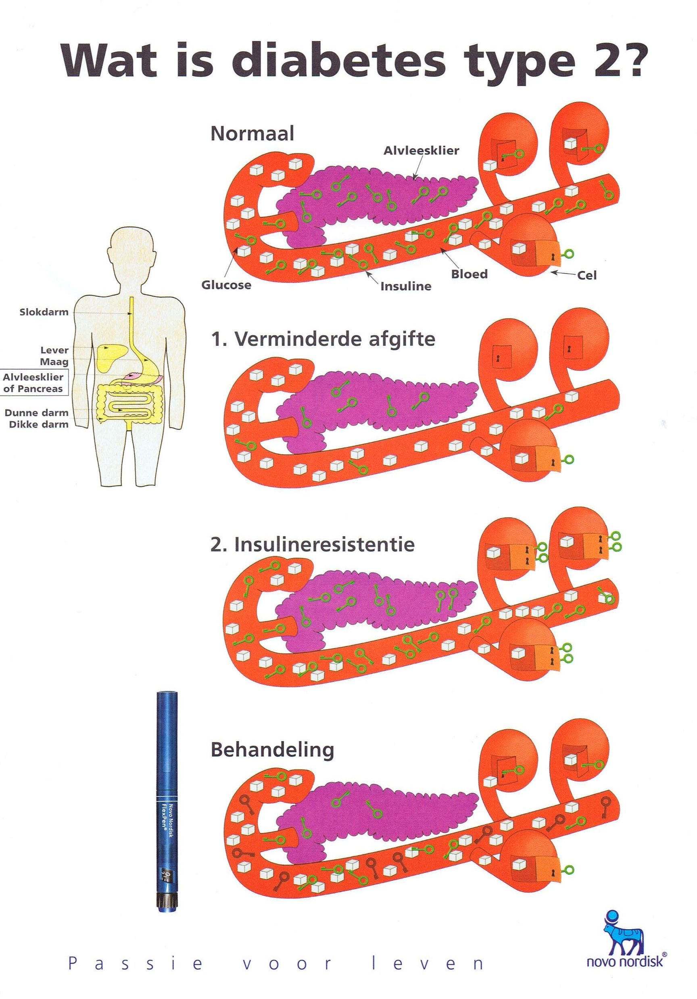 Wat is diabetes type 2?
Normaal
Alvleesklier
Glucose
Insuline
Bloed
Cel
Slokdarm
Lever
Maag
Alvleesklier
of Pancreas
Dunne darm
Dikke darm
1. Verminderde afgifte
2. Insulineresistentie
Behandeling
Novo Nordisk
FlexPen®
Passie voor leven
novo nordisk®